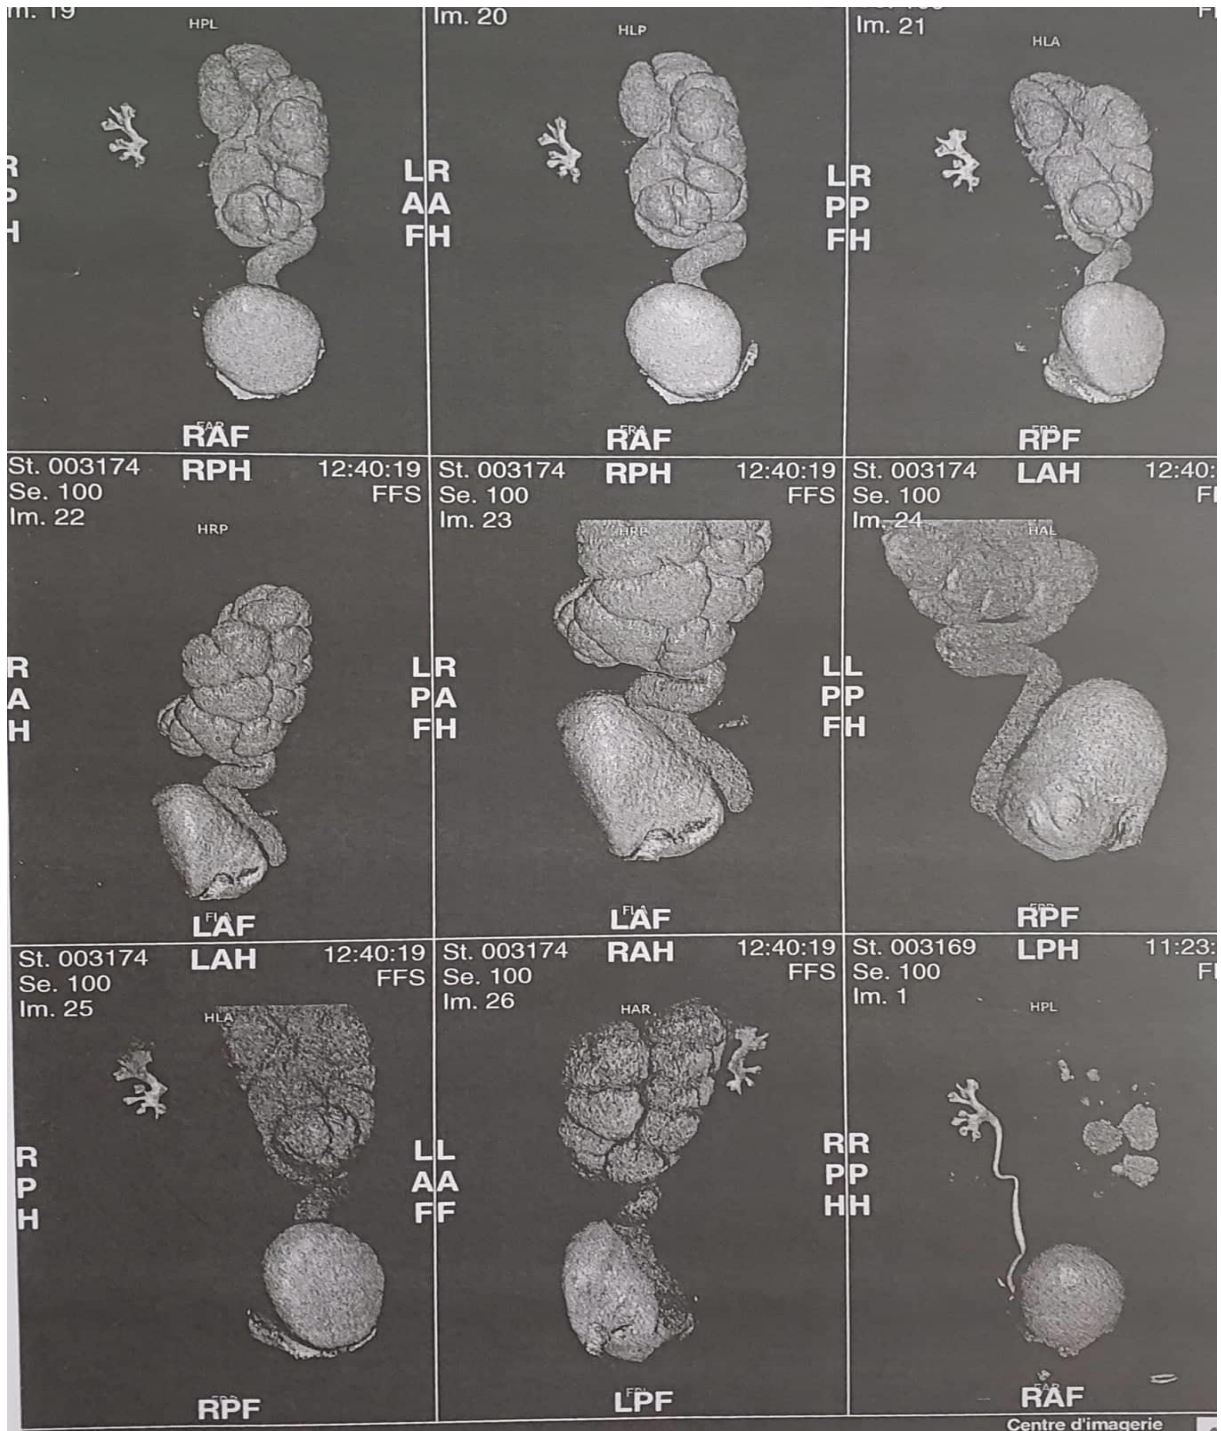 Im. 20
Im. 21
HPL
HLP
HLA
LR
LR
AA
PP
FH
FH
RAF
RAF
RPF
St. 003174 RPH 12:40:19
St. 003174 RPH 12:40:19
St. 003174 LAH
Se. 100 FFS
Se. 100 FFS
Se. 100
Im. 22
Im. 23
Im. 24
HRP
HRP
HAL
R LR LL
A PA PP
H FH FH
LAF
LAF
RPF
St. 003174 LAH 12:40:19
St. 003174 RAH 12:40:19
St. 003169 LPH
Se. 100 FFS
Se. 100 FFS
Se. 100
Im. 25
Im. 26
Im. 1
HLA
HAR
HPL
R LL RR
P AA PP
H FF HH
RPF
LPF
RAF
Centre d'imagerie